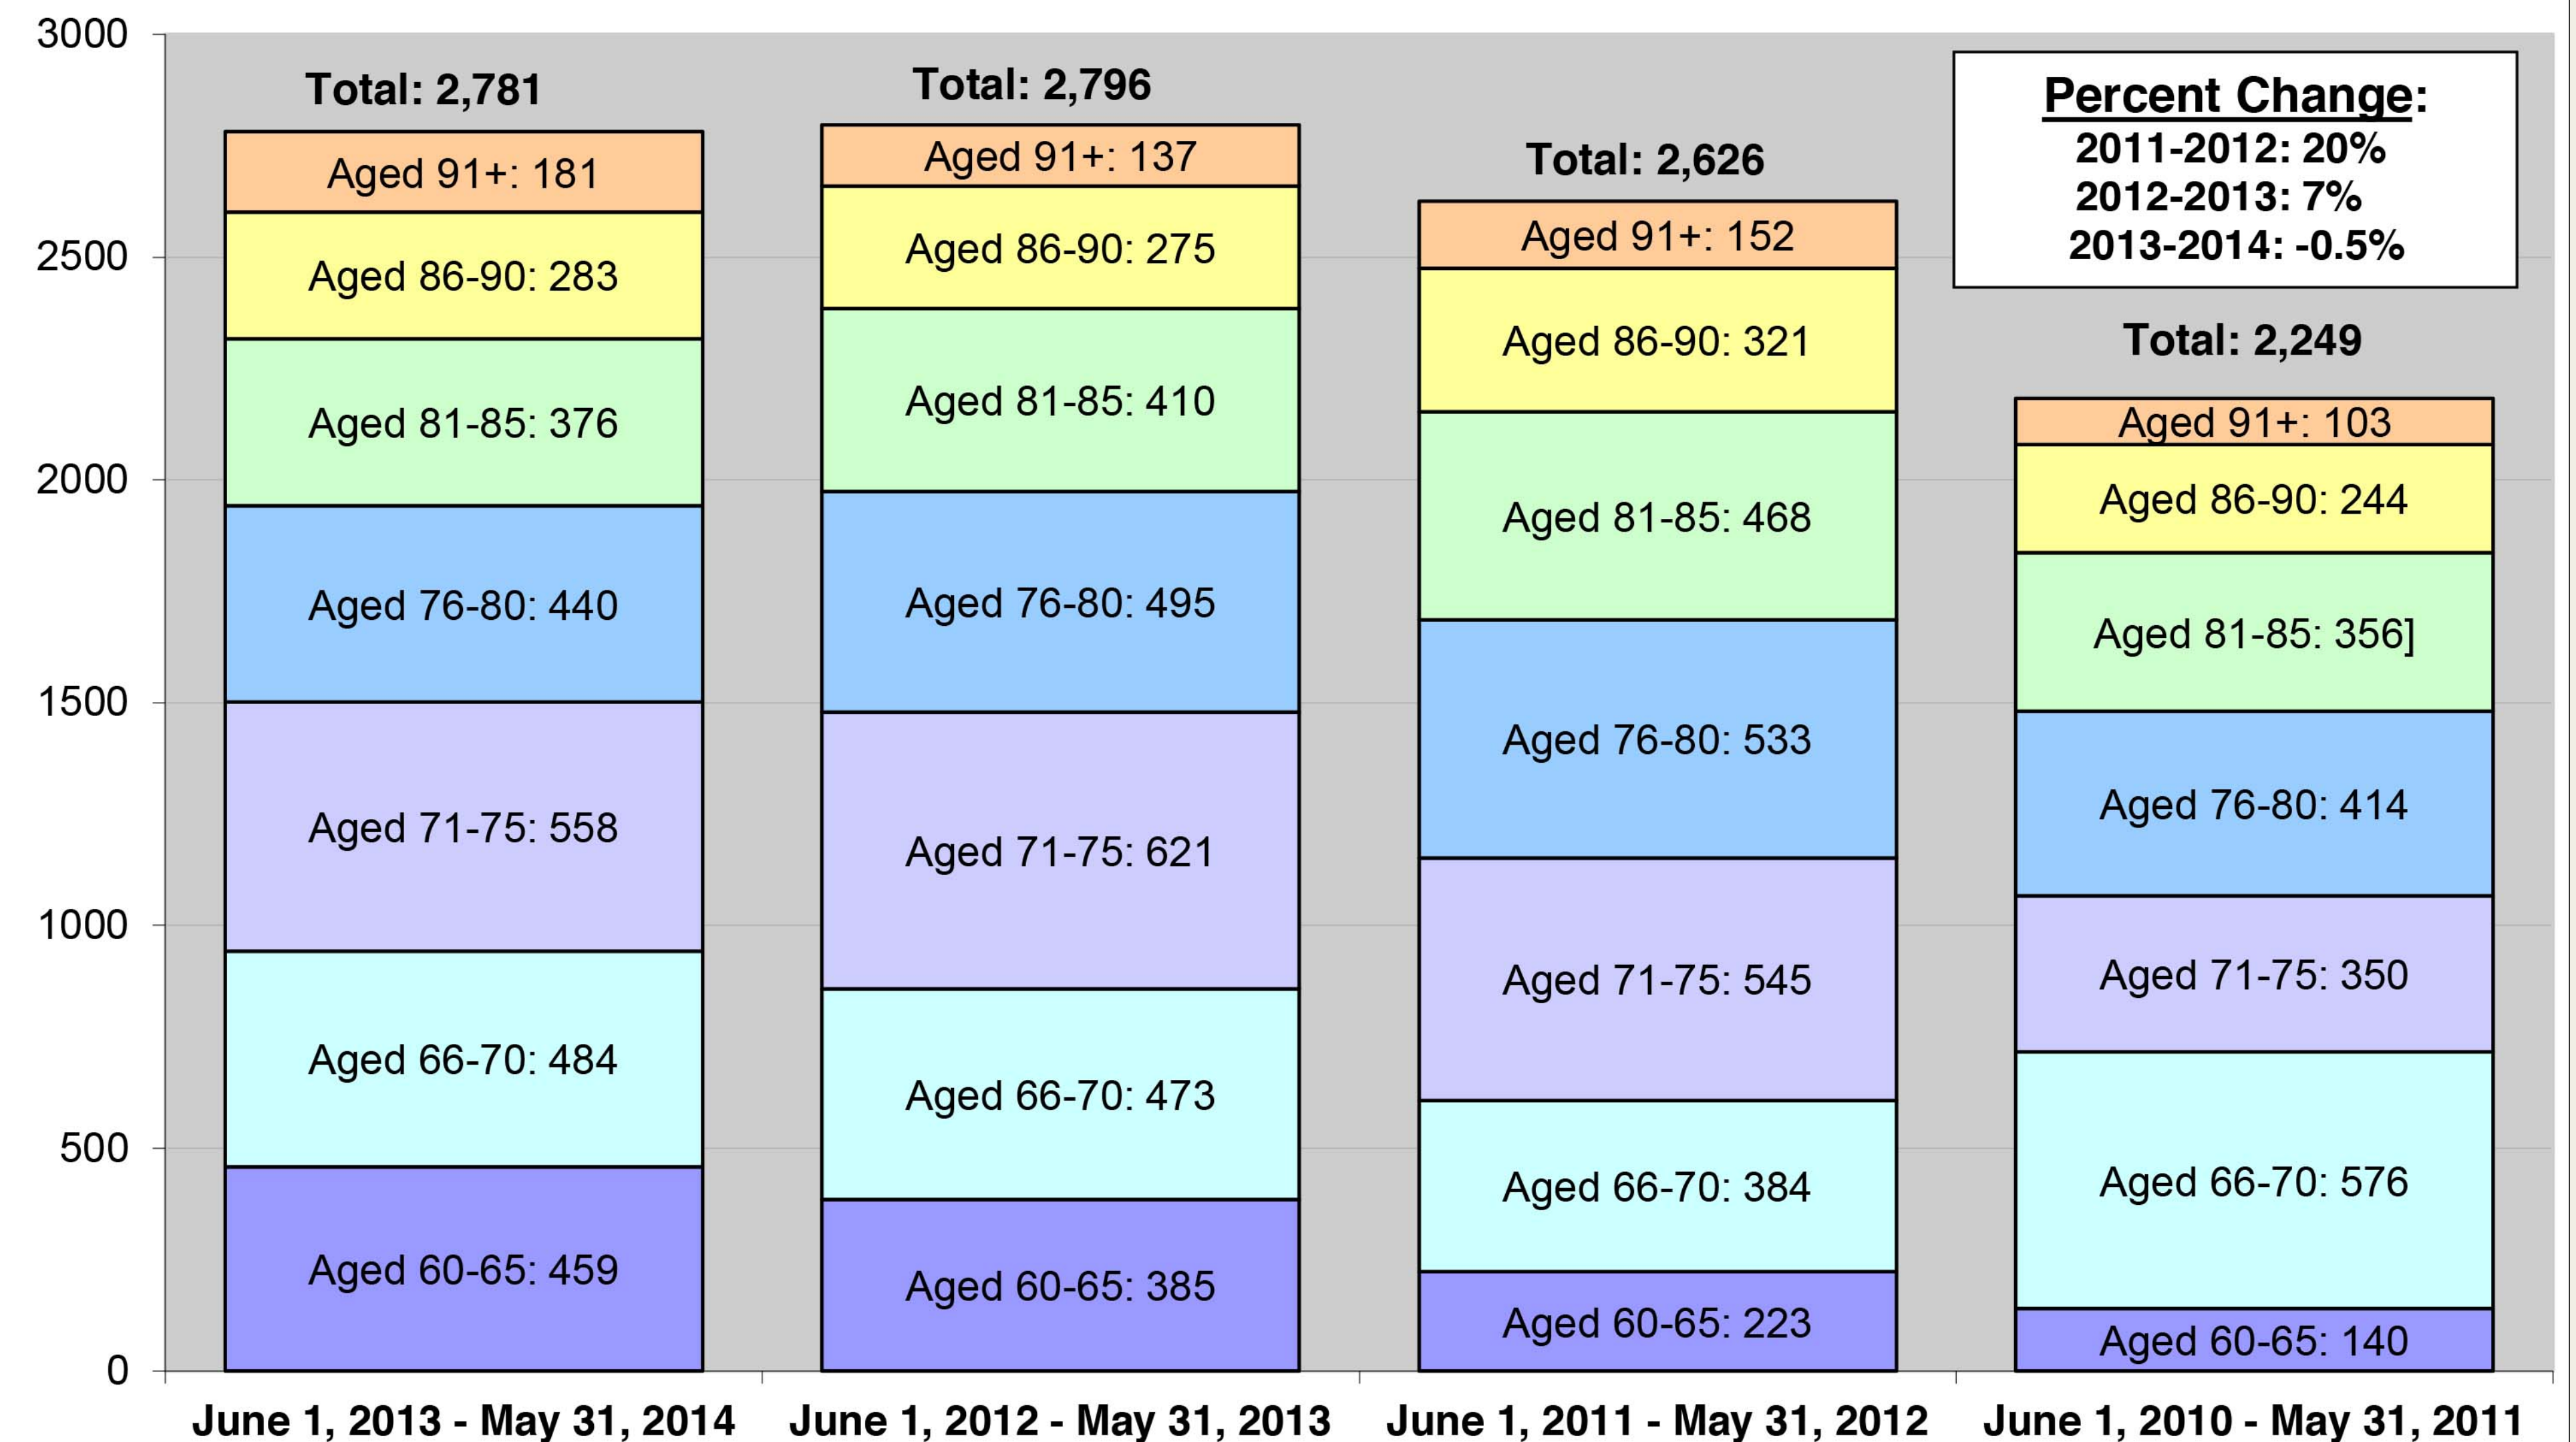 3000
2500
2000
1500
1000
500
0
Total: 2,781
Aged 91+: 181
Aged 86-90: 283
Aged 81-85: 376
Aged 76-80: 440
Aged 71-75: 558
Aged 66-70: 484
Aged 60-65: 459
June 1, 2013 - May 31, 2014
Total: 2,796
Aged 91+: 137
Aged 86-90: 275
Aged 81-85: 410
Aged 76-80: 495
Aged 71-75: 621
Aged 66-70: 473
Aged 60-65: 385
June 1, 2012 - May 31, 2013
Total: 2,626
Aged 91+: 152
Aged 86-90: 321
Aged 81-85: 468
Aged 76-80: 533
Aged 71-75: 545
Aged 66-70: 384
Aged 60-65: 223
June 1, 2011 - May 31, 2012
Percent Change:
2011-2012: 20%
2012-2013: 7%
2013-2014: -0.5%
Total: 2,249
Aged 91+: 103
Aged 86-90: 244
Aged 81-85: 356]
Aged 76-80: 414
Aged 71-75: 350
Aged 66-70: 576
Aged 60-65: 140
June 1, 2010 - May 31, 2011